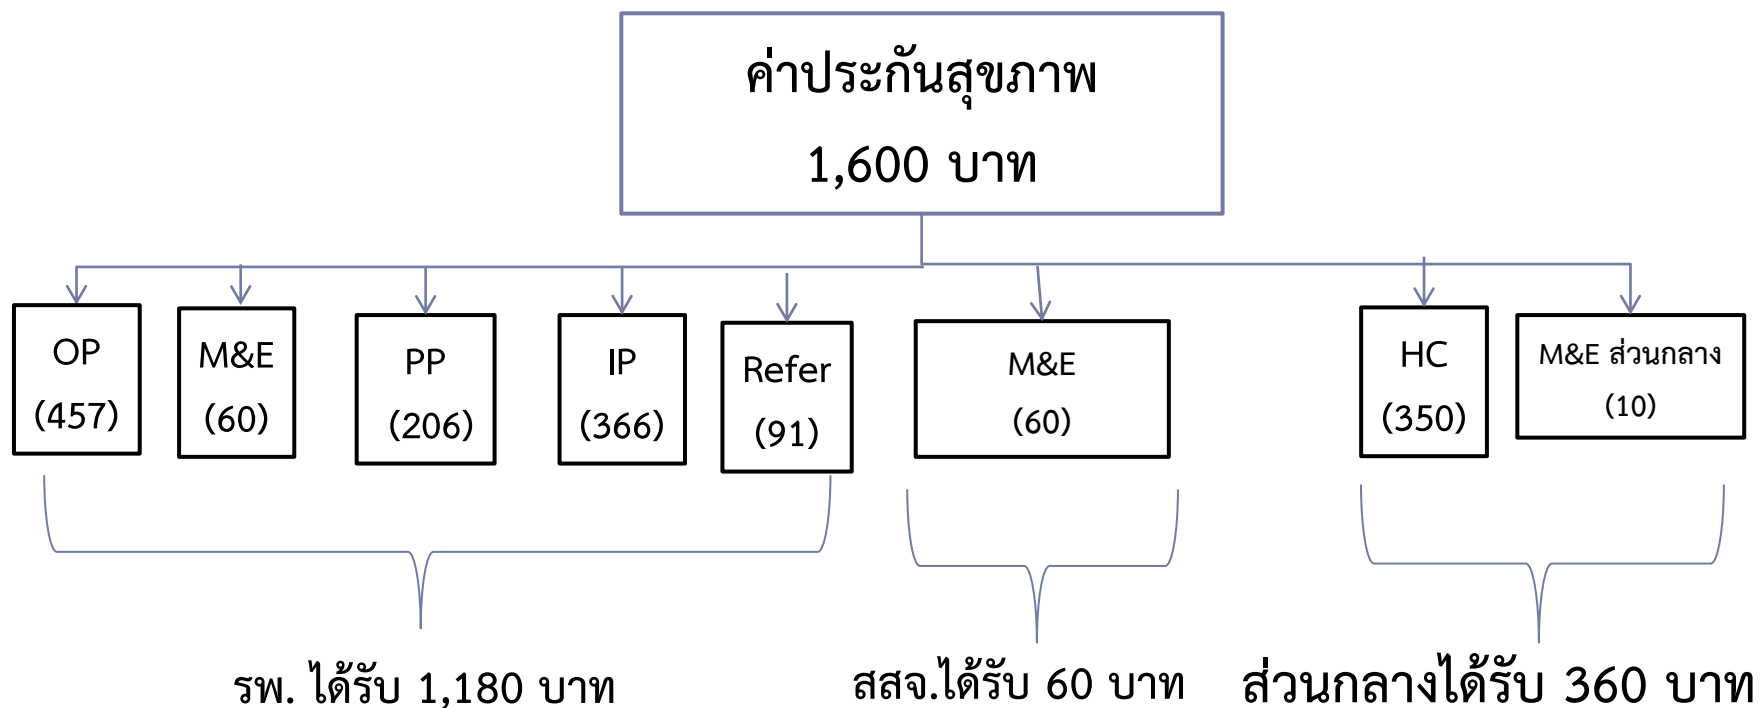 ค่าประกันสุขภาพ
1,600 บาท
OP
(457)
M&E
(60)
PP
(206)
IP
(366)
Refer
(91)
M&E
(60)
HC
(350)
M&E ส่วนกลาง
(10)
รพ. ได้รับ 1,180 บาท
สสจ.ได้รับ 60 บาท
ส่วนกลางได้รับ 360 บาท